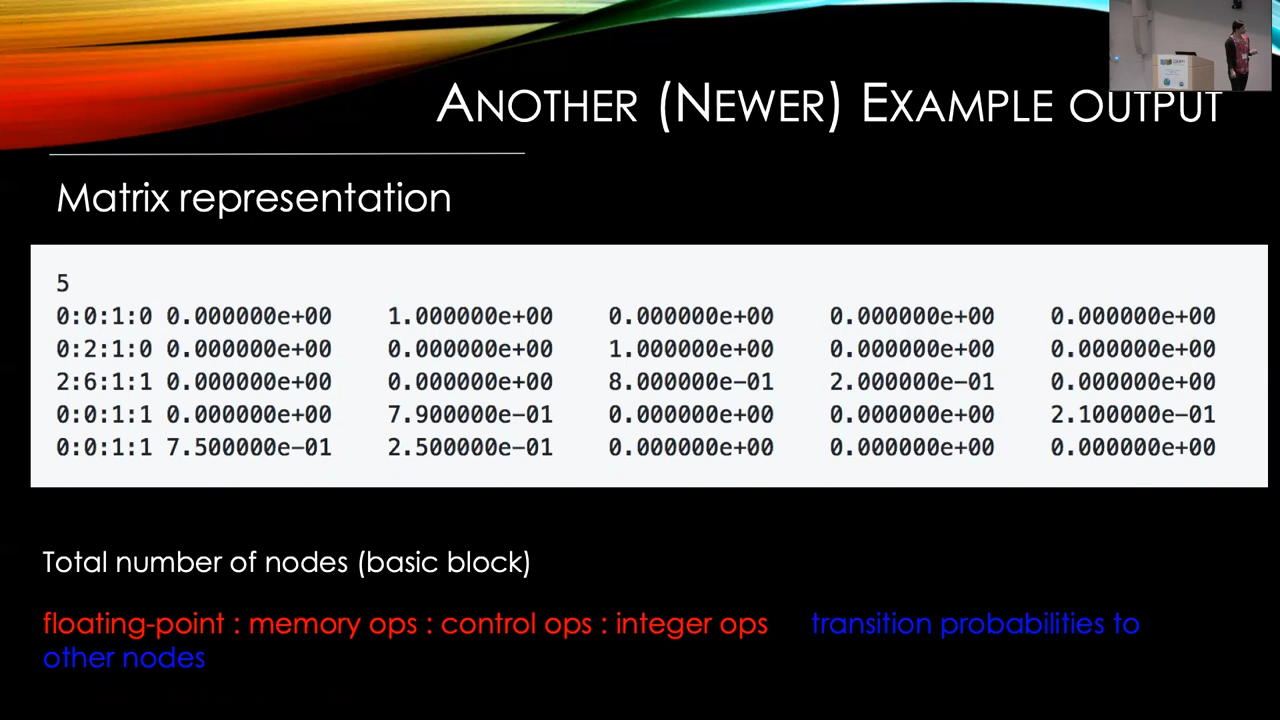 ANOTHER (NEWER) EXAMPLE OUTPUT
Matrix representation
5
0:0:1:0 0.000000e+00 1.000000e+00 0.000000e+00 0.000000e+00 0.000000e+00
0:2:1:0 0.000000e+00 0.000000e+00 1.000000e+00 0.000000e+00 0.000000e+00
2:6:1:1 0.000000e+00 0.000000e+00 8.000000e-01 2.000000e-01 0.000000e+00
0:0:1:1 0.000000e+00 7.900000e-01 0.000000e+00 0.000000e+00 2.100000e-01
0:0:1:1 7.500000e-01 2.500000e-01 0.000000e+00 0.000000e+00 0.000000e+00
Total number of nodes (basic block)
floating-point : memory ops : control ops : integer ops transition probabilities to
other nodes